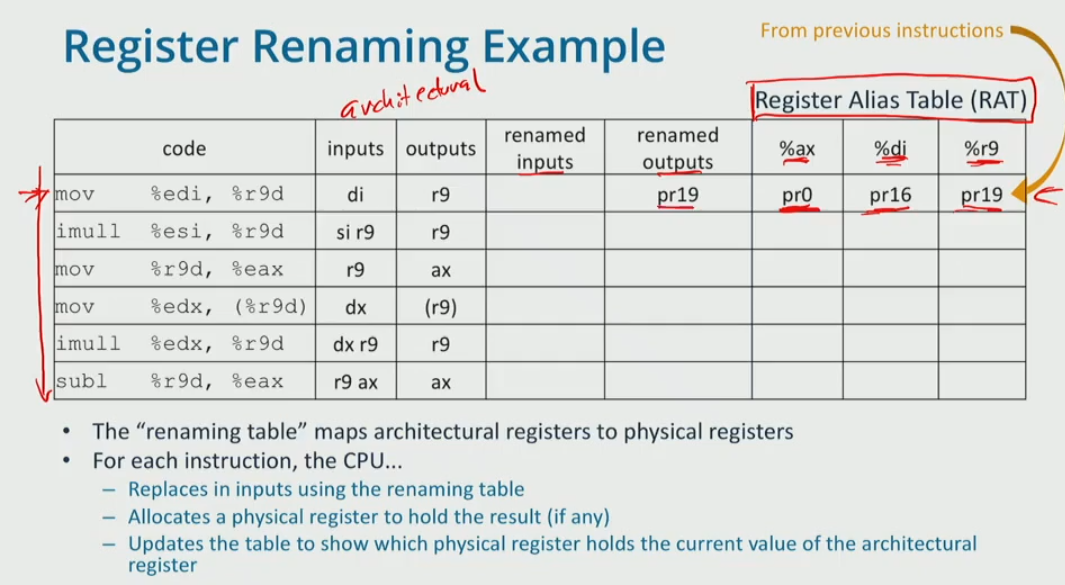 From previous instructions
Register Renaming Example
architectural
Register Alias Table (RAT)
code inputs outputs renamed inputs renamed outputs %ax %di %r9
mov %edi, %r9d di r9 pr19 pr0 pr16 pr19
imull %esi, %r9d si r9 r9
mov %r9d, %eax r9 ax
mov %edx, (%r9d) dx (r9)
imull %edx, %r9d dx r9 r9
subl %r9d, %eax r9 ax ax
• The “renaming table” maps architectural registers to physical registers
• For each instruction, the CPU...
– Replaces in inputs using the renaming table
– Allocates a physical register to hold the result (if any)
– Updates the table to show which physical register holds the current value of the architectural
register